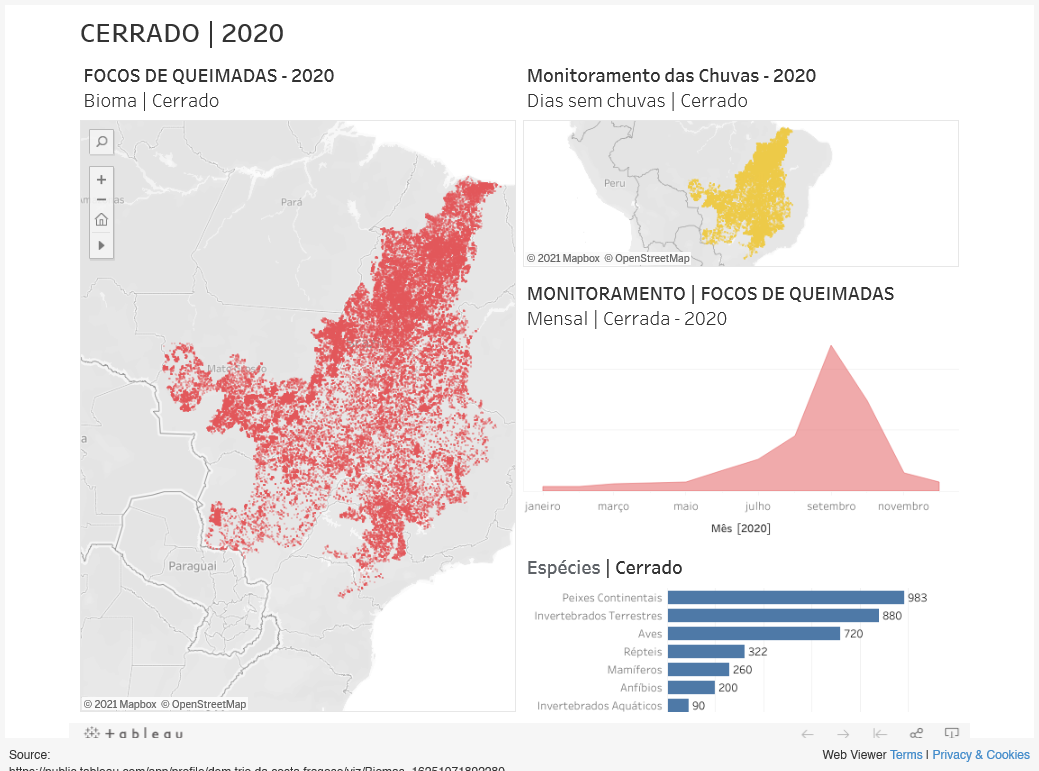 CERRADO | 2020
FOCOS DE QUEIMADAS - 2020
Bioma | Cerrado
Pará
Paraguai
© 2021 Mapbox © OpenStreetMap
Monitoramento das Chuvas - 2020
Dias sem chuvas | Cerrado
Peru
© 2021 Mapbox © OpenStreetMap
MONITORAMENTO | FOCOS DE QUEIMADAS
Mensal | Cerrada - 2020
janeiro março maio julho setembro novembro
Mês [2020]
Espécies | Cerrado
Peixes Continentais 983
Invertebrados Terrestres 880
Aves 720
Répteis 322
Mamíferos 260
Anfíbios 200
Invertebrados Aquáticos 90
+ a b l e a u
Source:
Web Viewer Terms | Privacy & Cookies